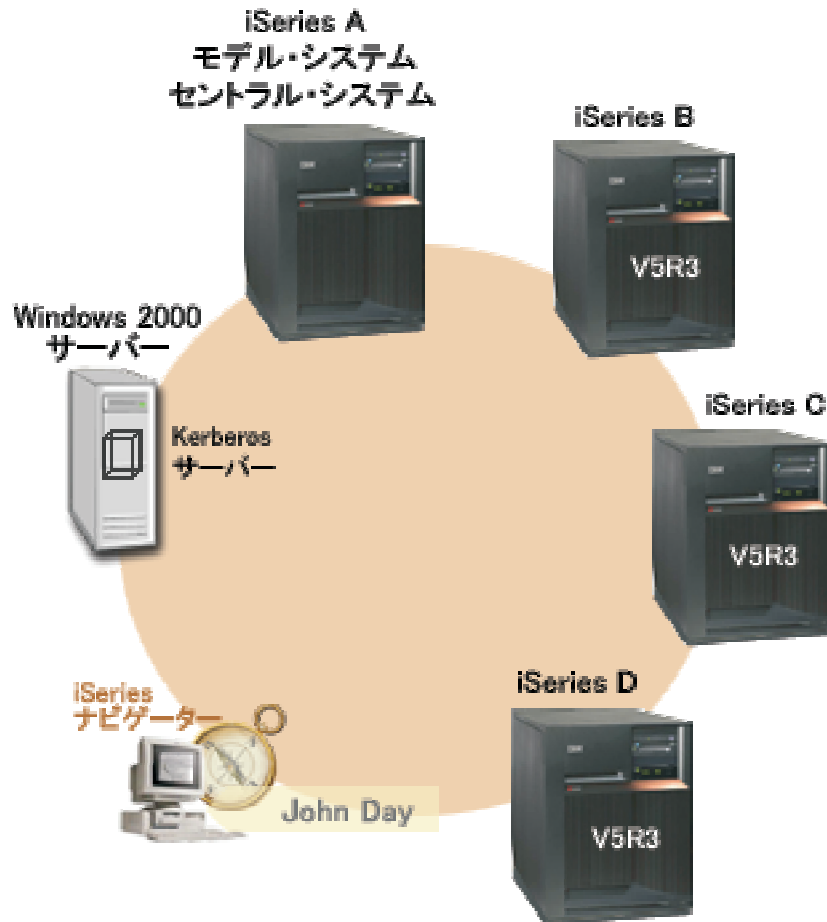 iSeries A
モデル・システム
セントラル・システム
iSeries B
V5R3
Windows 2000
サーバー
Kerberos
サーバー
iSeries C
V5R3
iSeries D
V5R3
iSeries
ナビゲーター
John Day